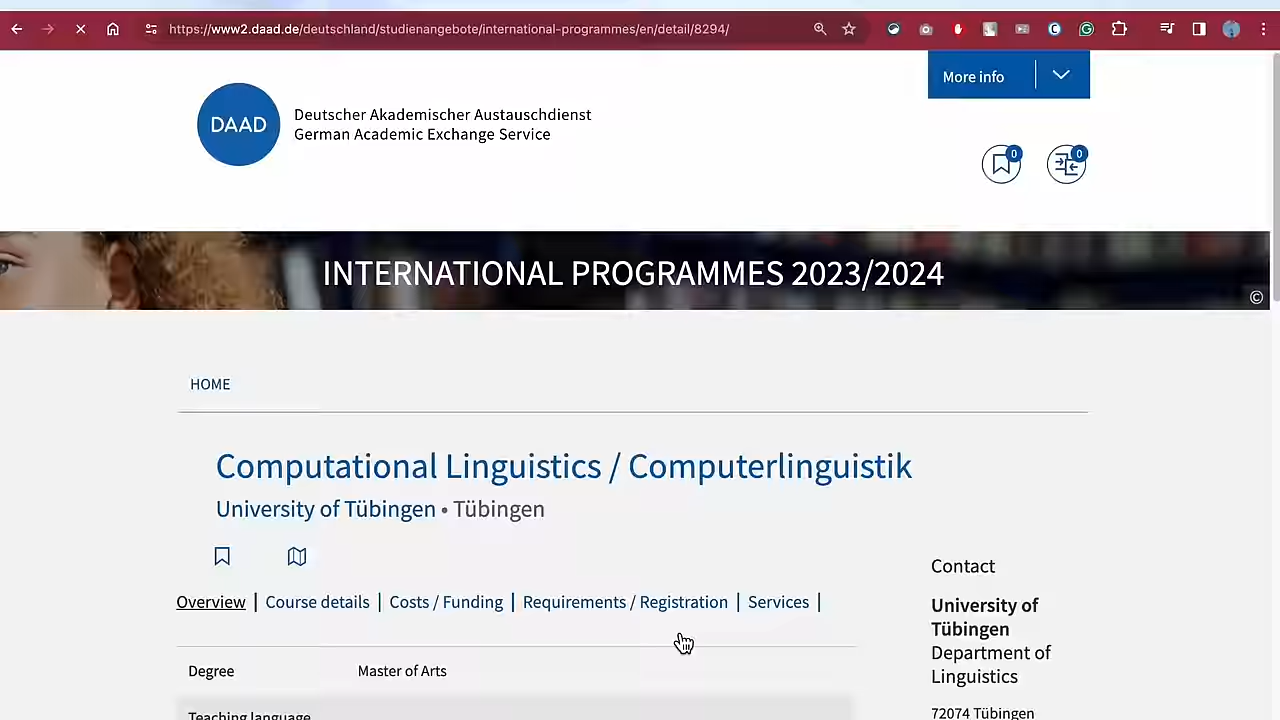 https://www2.daad.de/deutschland/studienangebote/international-programmes/en/detail/8294/
More info
DAAD
Deutscher Akademischer Austauschdienst
German Academic Exchange Service
0
0
INTERNATIONAL PROGRAMMES 2023/2024
©
HOME
Computational Linguistics / Computerlinguistik
University of Tübingen • Tübingen
Overview | Course details | Costs / Funding | Requirements / Registration | Services |
Degree Master of Arts
Teaching language
Contact
University of
Tübingen
Department of
Linguistics
72074 Tübingen